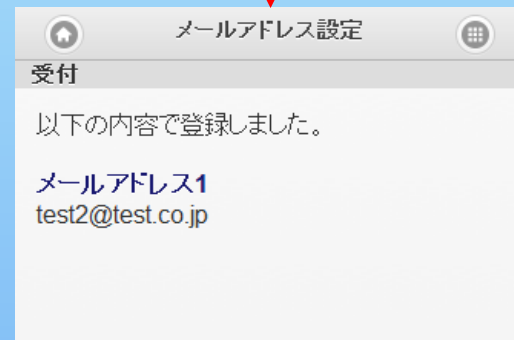 メールアドレス設定
受付
以下の内容で登録しました。
メールアドレス1
test2@test.co.jp